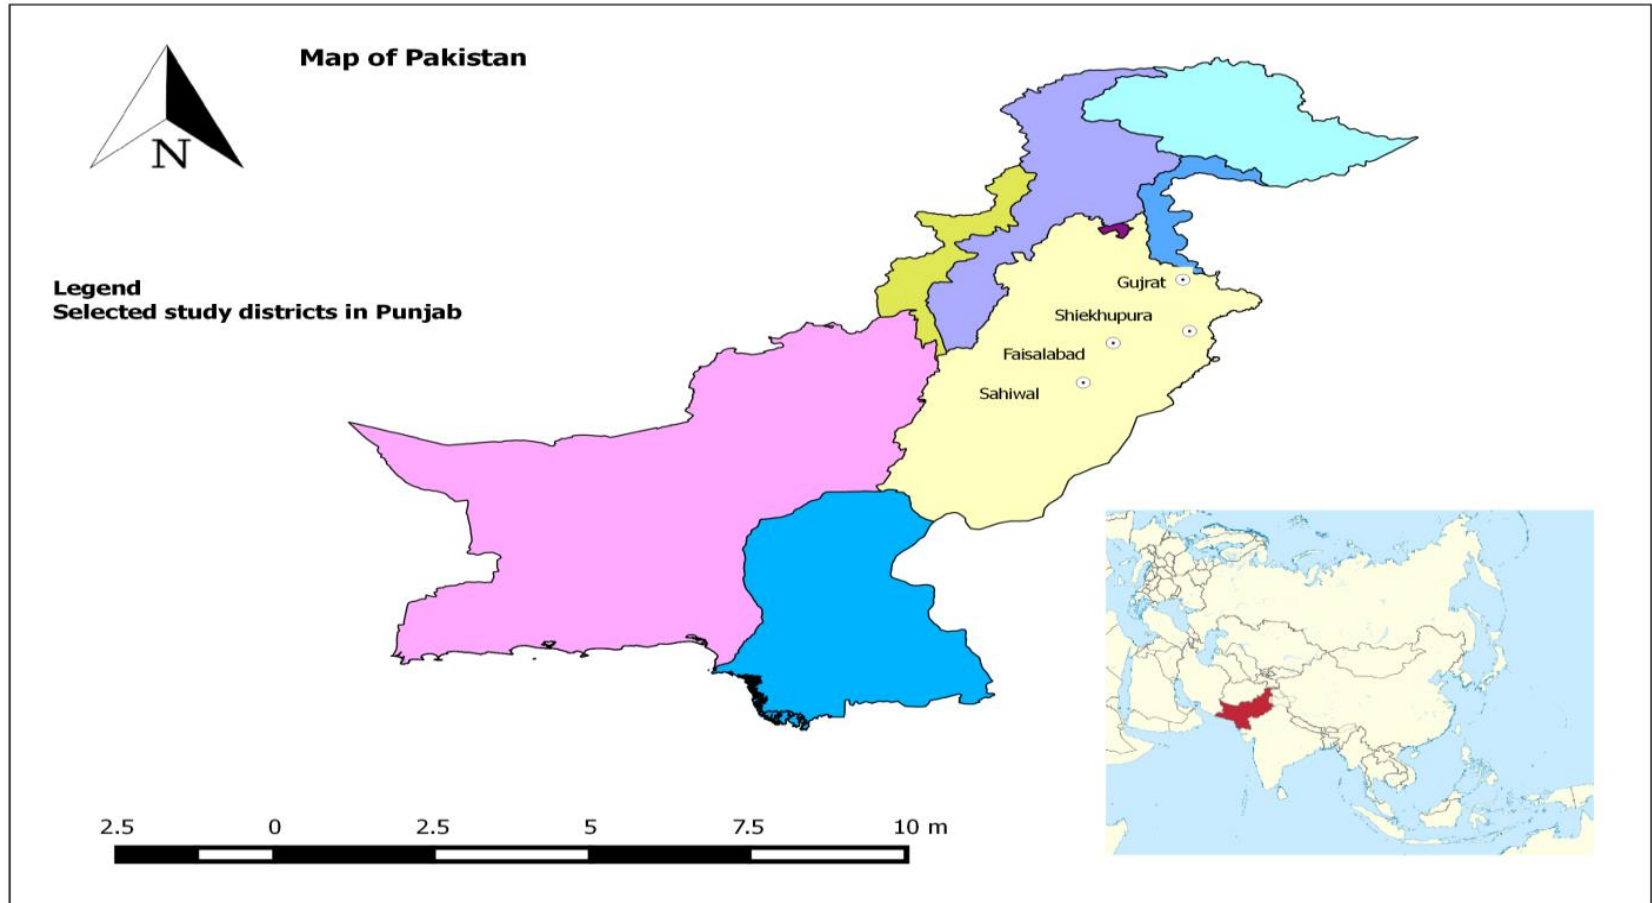 Map of Pakistan
N
Legend
Selected study districts in Punjab
Gujrat
Shiekhupura
Faisalabad
Sahiwal
2.5 0 2.5 5 7.5 10 m